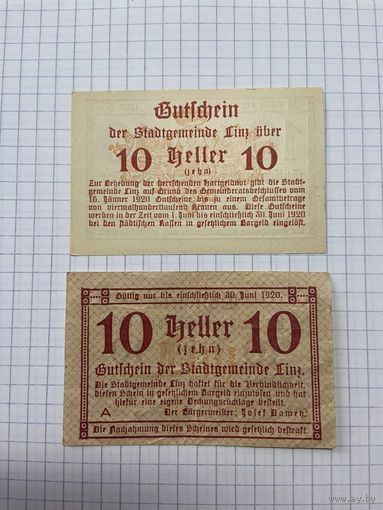 Gutschein
der Stadtgemeinde Linz über
10 Heller 10
(zehn)
Zur Behebung der herrschenden Hartgeldnot gibt die Stadt-
gemeinde Linz auf Grund des Gemeinderatsbeschlusses vom
16. Jänner 1920 Gutscheine bis zu einem Gesamtbetrage
von viermalhunderttausend Kronen aus. Diese Gutscheine
werden in der Zeit vom 1. Juni bis einschließlich 30. Juni 1920
bei den städtischen Kassen in gesetzlichem Bargeld eingelöst.
Gültig nur bis einschließlich 30. Juni 1920.
10 Heller 10
(zehn)
Gutschein der Stadtgemeinde Linz.
Die Stadtgemeinde Linz haftet für die Verbindlichkeit,
diesen Schein in gesetzlichem Bargeld einzulösen und hat
hiefür eine eigene Deckungsrücklage bestellt.
A Der Bürgermeister: Josef Dametz.
Die Nachahmung dieses Scheines wird gesetzlich bestraft.
www.ay.by